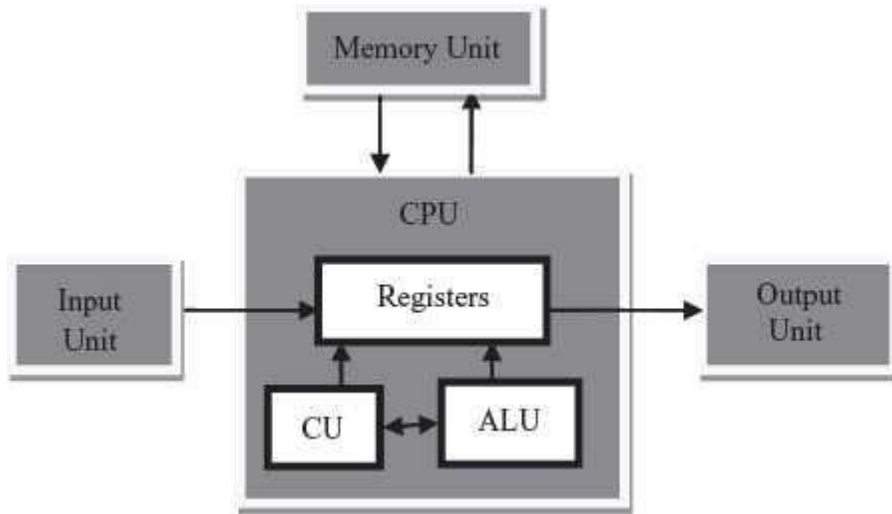 Memory Unit
CPU
Registers
Input
Unit
Output
Unit
CU
ALU